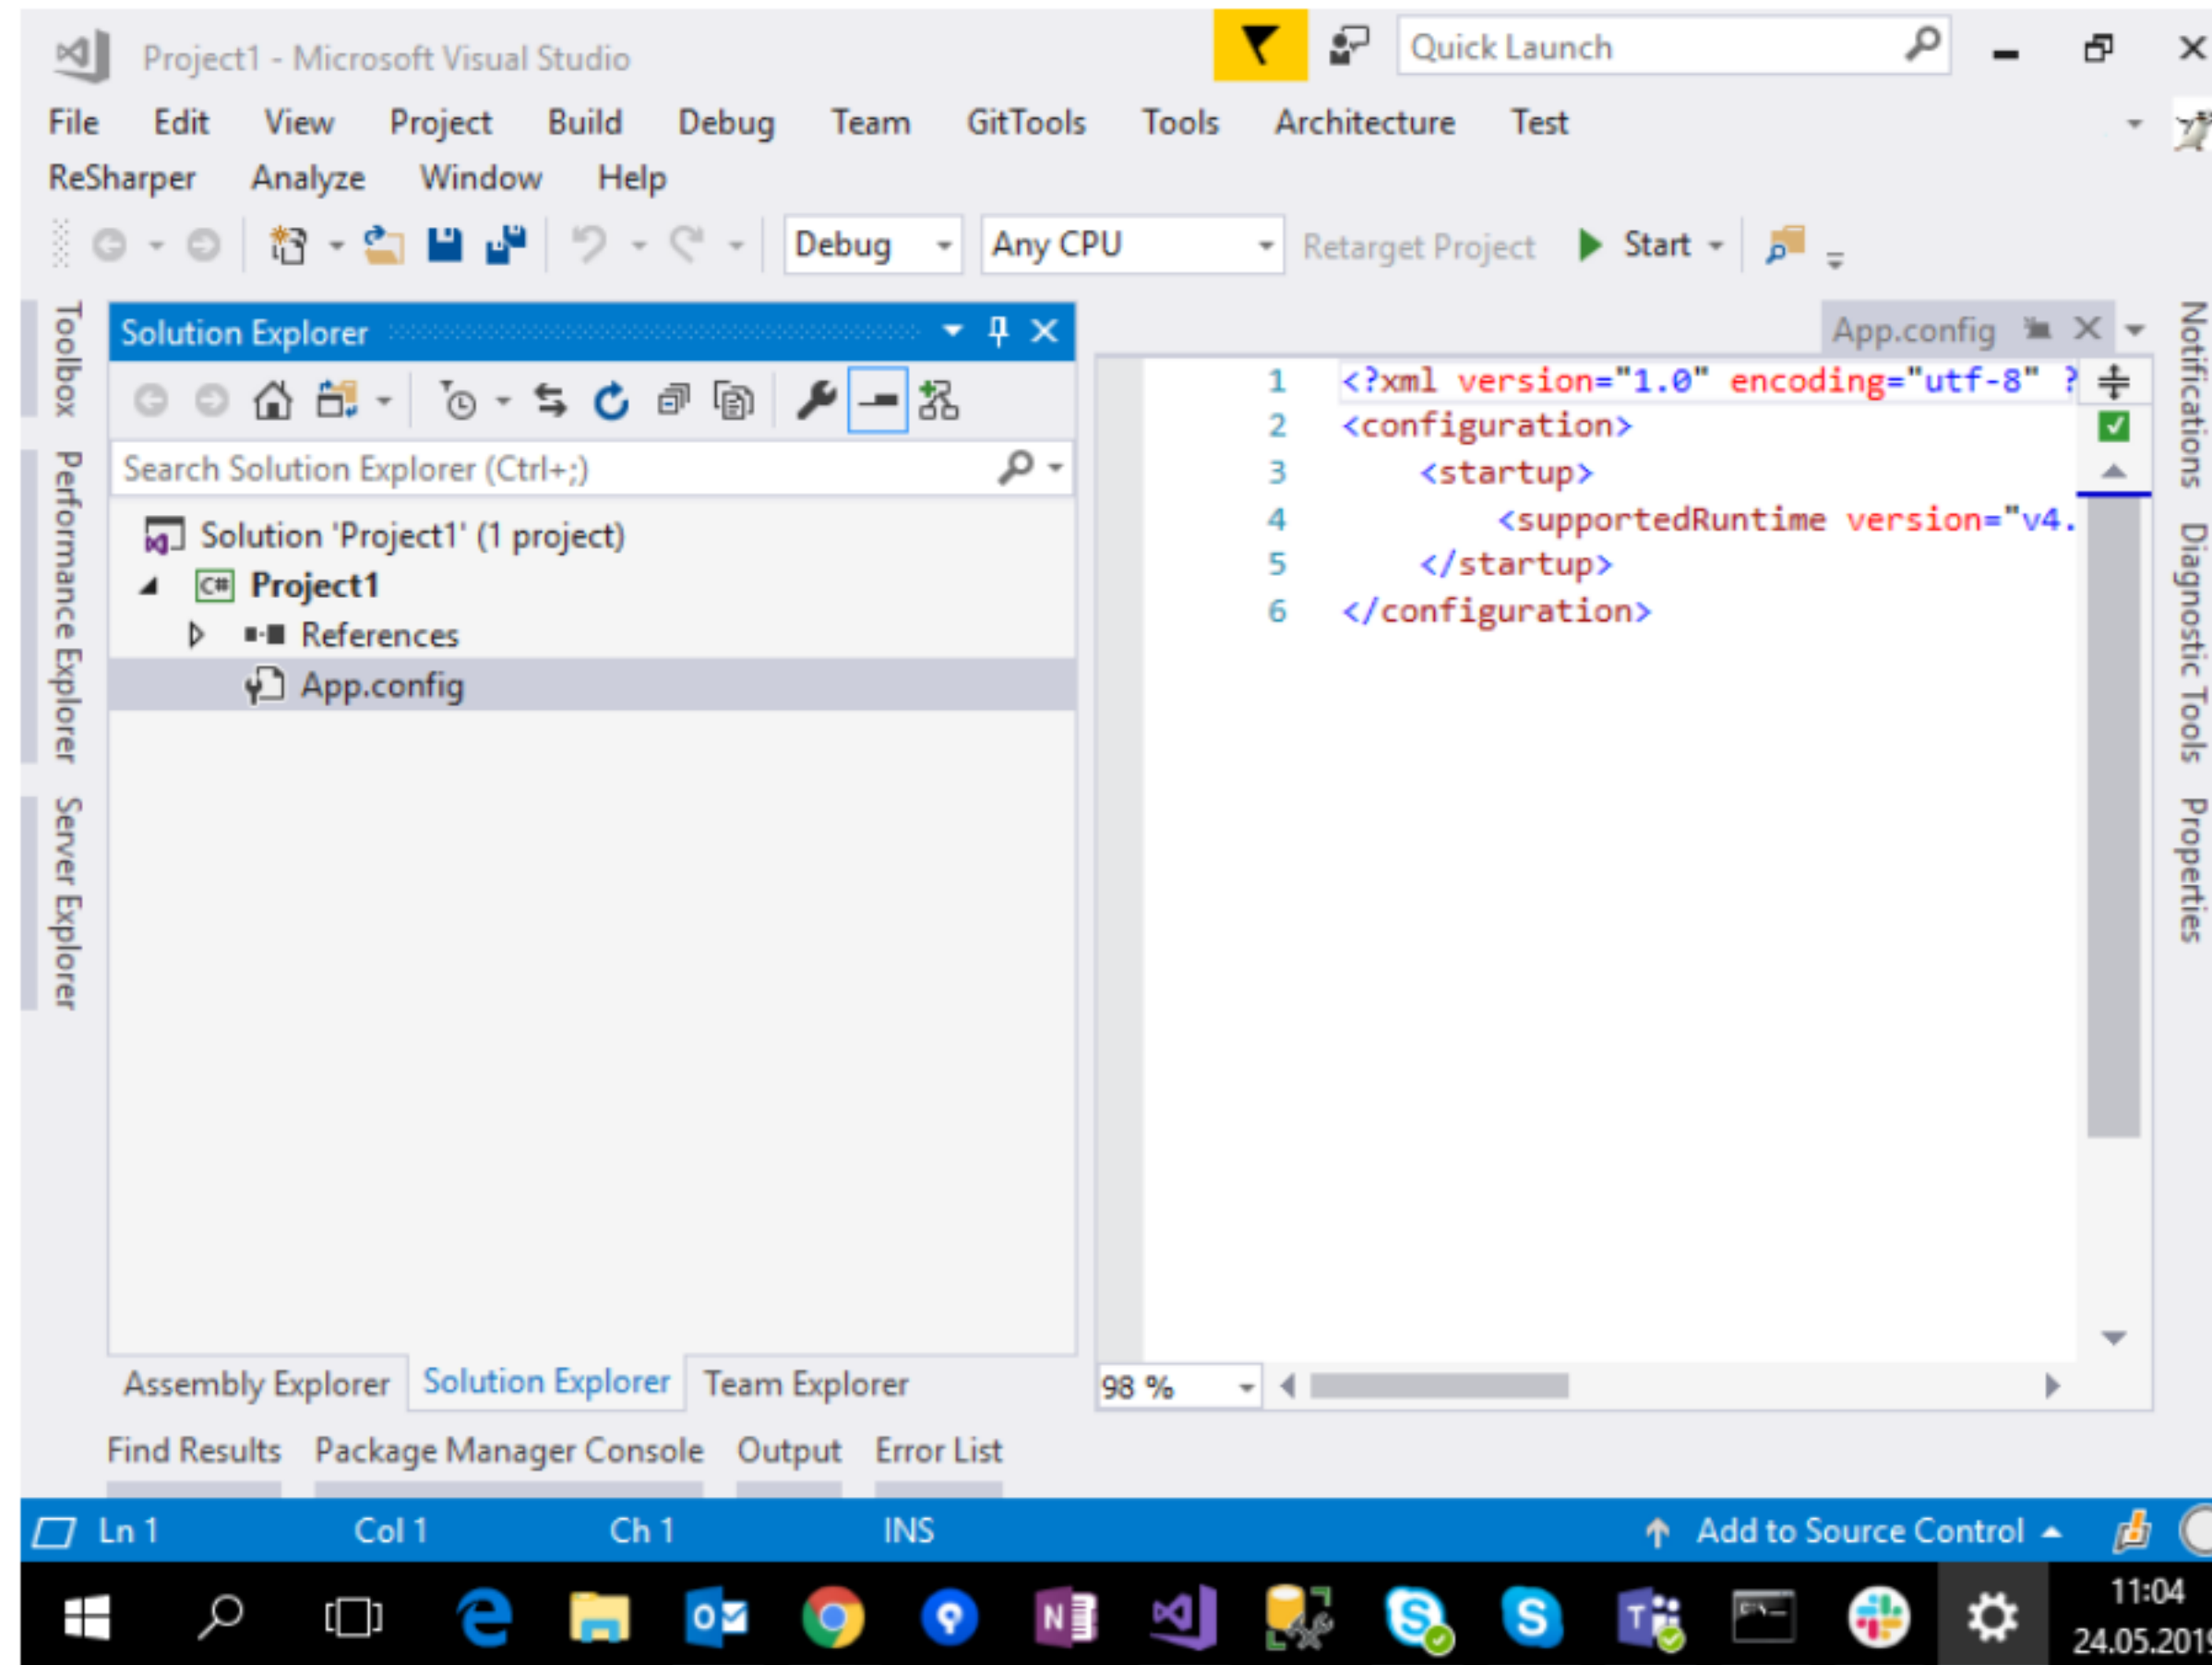 Project1 - Microsoft Visual Studio
Quick Launch
File Edit View Project Build Debug Team GitTools Tools Architecture Test
ReSharper Analyze Window Help
Debug Any CPU Retarget Project Start
Toolbox
Performance Explorer
Server Explorer
Solution Explorer
Search Solution Explorer (Ctrl+;)
Solution 'Project1' (1 project)
C# Project1
References
App.config
Assembly Explorer Solution Explorer Team Explorer
App.config
1 <?xml version="1.0" encoding="utf-8" ?
2 <configuration>
3 <startup>
4 <supportedRuntime version="v4.
5 </startup>
6 </configuration>
98 %
Notifications
Diagnostic Tools
Properties
Find Results Package Manager Console Output Error List
Ln 1 Col 1 Ch 1 INS Add to Source Control
11:04
24.05.2019